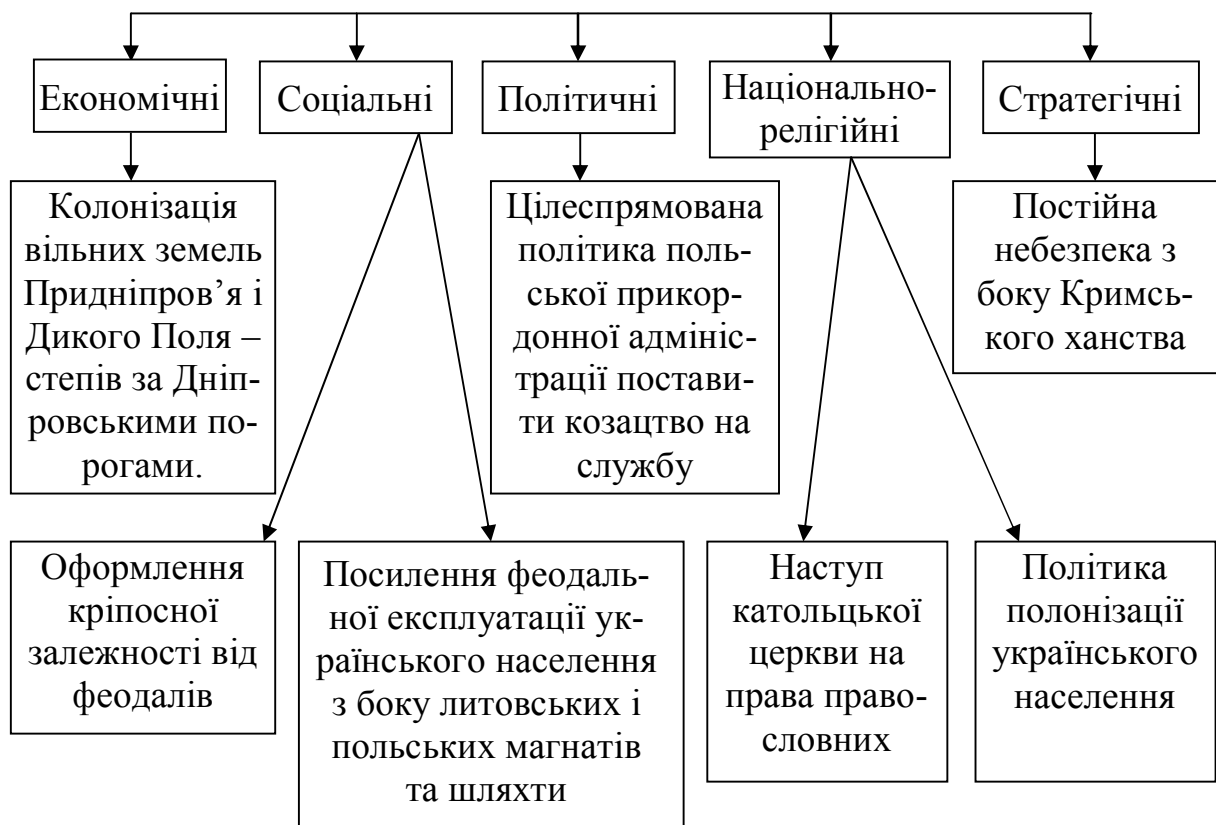 Економічні
Соціальні
Політичні
Національно-
релігійні
Стратегічні
Колонізація
вільних земель
Придніпров’я і
Дикого Поля –
степів за Дніп-
ровськими по-
рогами.
Цілеспрямована
політика поль-
ської прикор-
донної адмініс-
трації постави-
ти козацтво на
службу
Постійна
небезпека з
боку Кримсь-
кого ханства
Оформлення
кріпосної
залежності від
феодалів
Посилення феодаль-
ної експлуатації ук-
раїнського населення
з боку литовських і
польських магнатів
та шляхти
Наступ
катольцької
церкви на
права право-
словних
Політика
полонізації
українського
населення